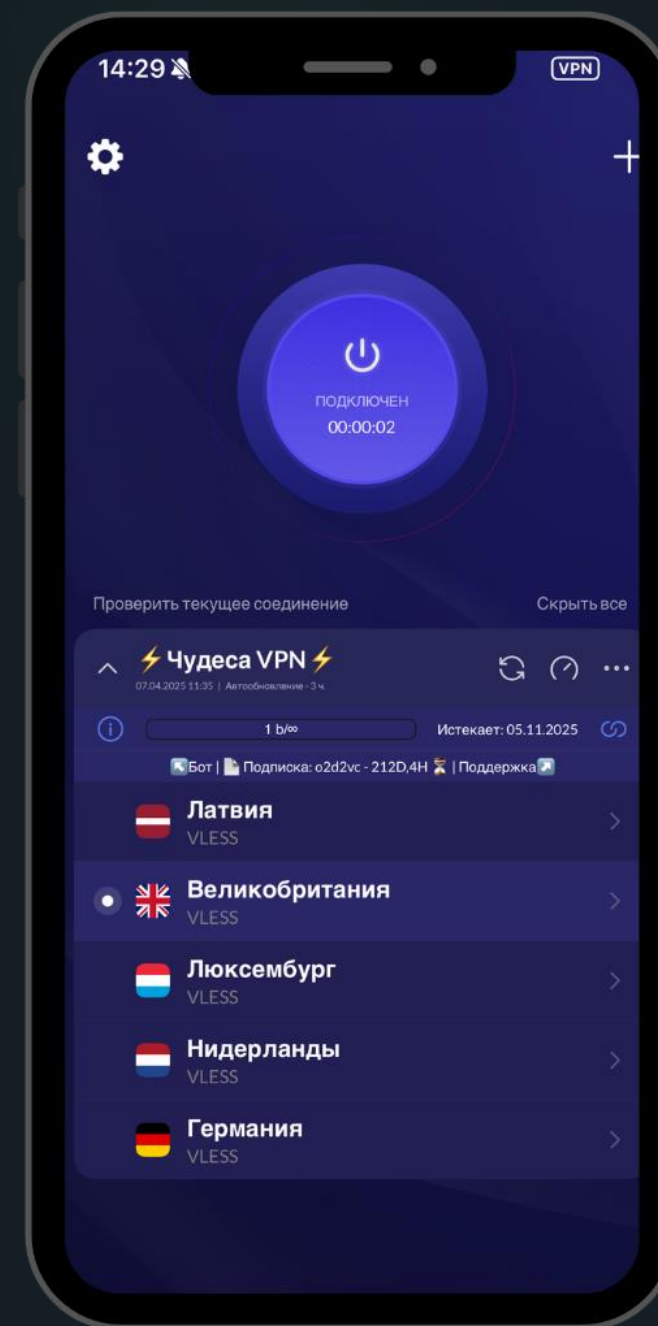 14:29
VPN
ПОДКЛЮЧЕН
00:00:02
Проверить текущее соединение
Скрыть все
⚡Чудеса VPN⚡
07.04.2025 11:35 | Автообновление - 3 ч.
1 b/∞
Истекает: 05.11.2025
↖️Бот | 📄 Подписка: o2d2vc - 212D,4H ⏳ | Поддержка↗️
Латвия
VLESS
Великобритания
VLESS
Люксембург
VLESS
Нидерланды
VLESS
Германия
VLESS